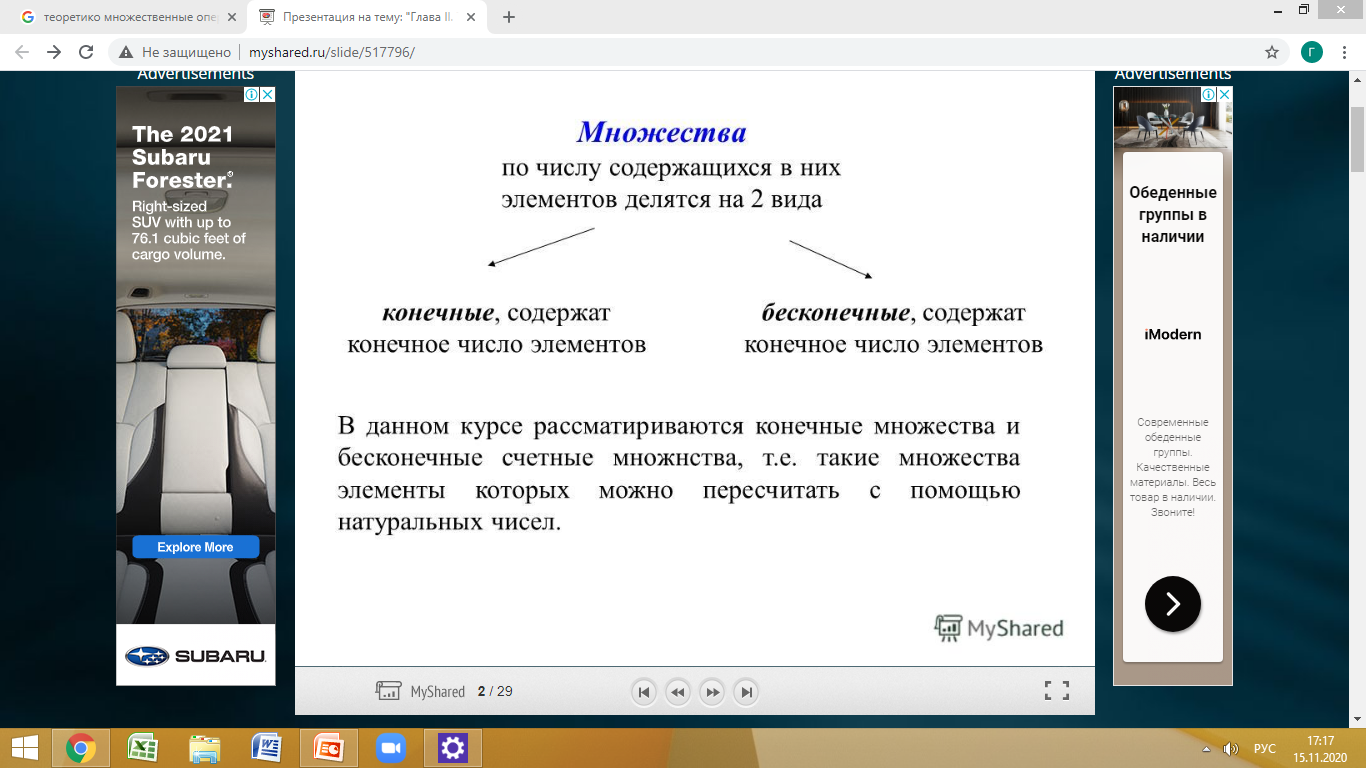 теоретико множественные опе
Презентация на тему: "Глава II.
Не защищено
myshared.ru/slide/517796/
Г
Advertisements
Advertisements
The 2021
Subaru
Forester.®
Right-sized
SUV with up to
76.1 cubic feet of
cargo volume.
Explore More
SUBARU
Множества
по числу содержащихся в них
элементов делятся на 2 вида
конечные, содержат
конечное число элементов
бесконечные, содержат
конечное число элементов
В данном курсе рассматириваются конечные множества и
бесконечные счетные множнства, т.е. такие множества
элементы которых можно пересчитать с помощью
натуральных чисел.
MyShared
MyShared 2 / 29
Обеденные
группы в
наличии
iModern
Современные
обеденные
группы.
Качественные
материалы. Весь
товар в наличии.
Звоните!
РУС
17:17
15.11.2020